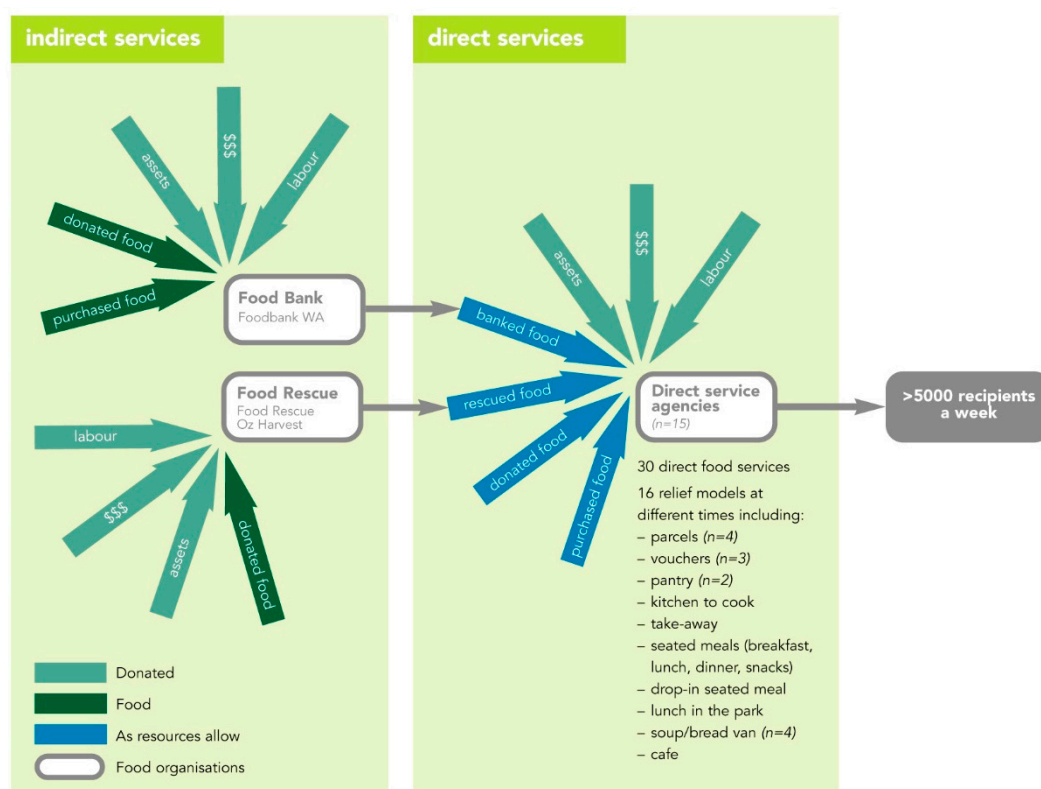 indirect services
assets
$$$
labour
donated food
purchased food
Food Bank
Foodbank WA
Food Rescue
Food Rescue
Oz Harvest
labour
$$$
assets
donated food
Donated
Food
As resources allow
Food organisations
direct services
assets
$$$
labour
banked food
rescued food
donated food
purchased food
Direct service
agencies
(n=15)
30 direct food services
16 relief models at
different times including:
– parcels (n=4)
– vouchers (n=3)
– pantry (n=2)
– kitchen to cook
– take-away
– seated meals (breakfast,
lunch, dinner, snacks)
– drop-in seated meal
– lunch in the park
– soup/bread van (n=4)
– cafe
>5000 recipients
a week